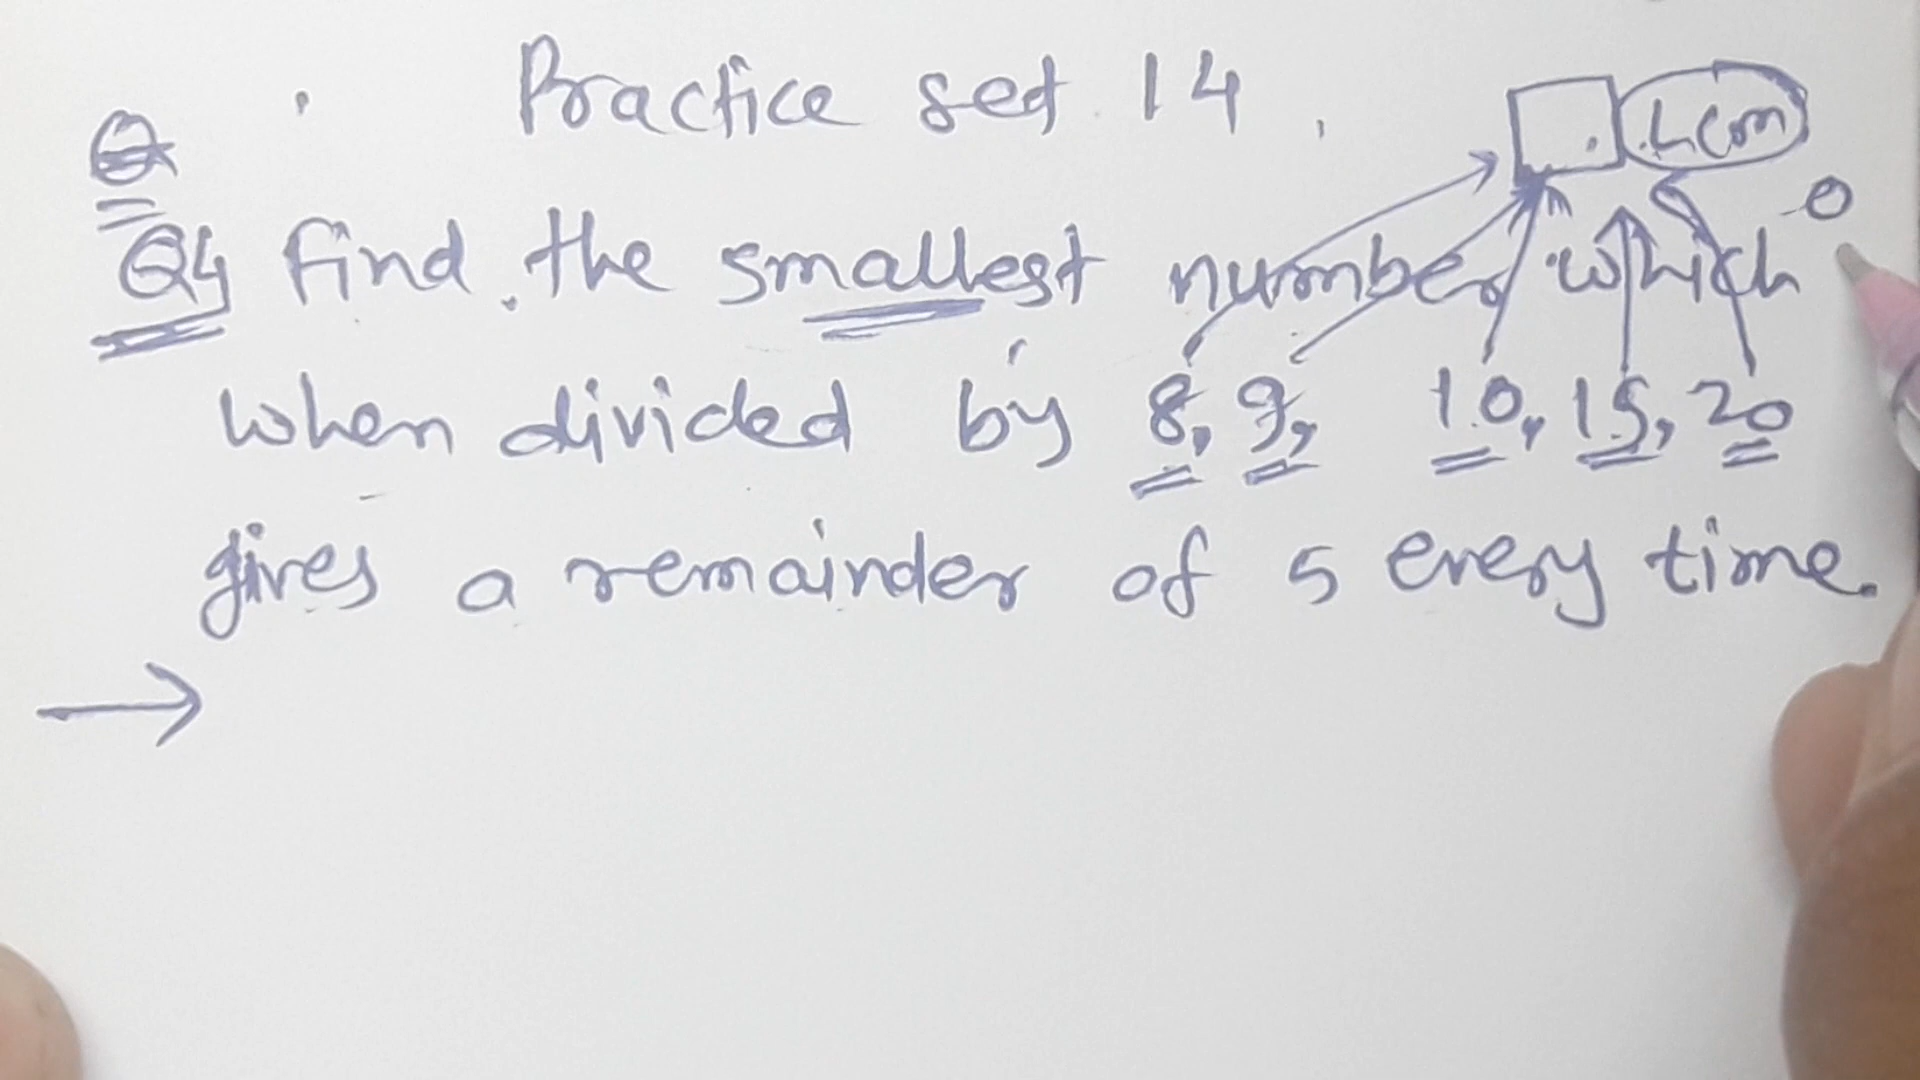 Practice set 14.
LCM
0
Q
Q4 find the smallest number which
when divided by 8, 9, 10, 15, 20
gives a remainder of 5 every time.